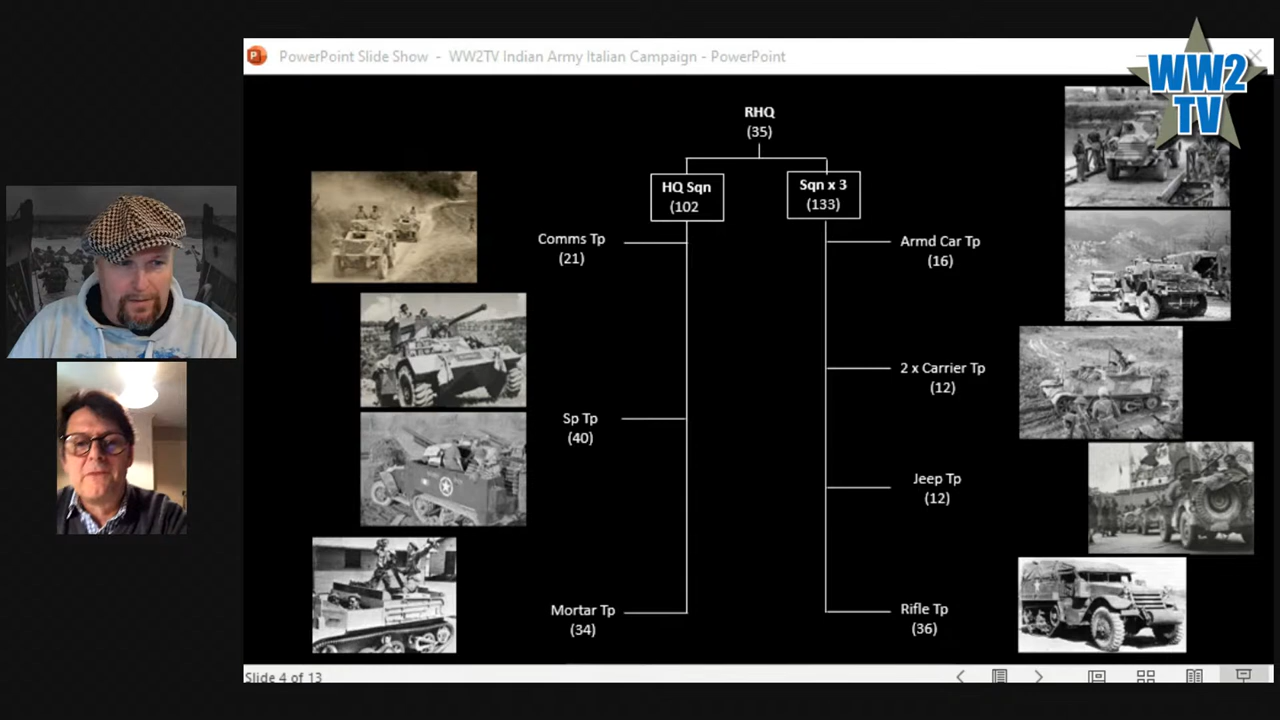 PowerPoint Slide Show - WW2TV Indian Army Italian Campaign - PowerPoint
WW2
TV
RHQ
(35)
HQ Sqn
(102
Sqn x 3
(133)
Comms Tp
(21)
Armd Car Tp
(16)
2 x Carrier Tp
(12)
Sp Tp
(40)
Jeep Tp
(12)
Mortar Tp
(34)
Rifle Tp
(36)
Slide 4 of 13